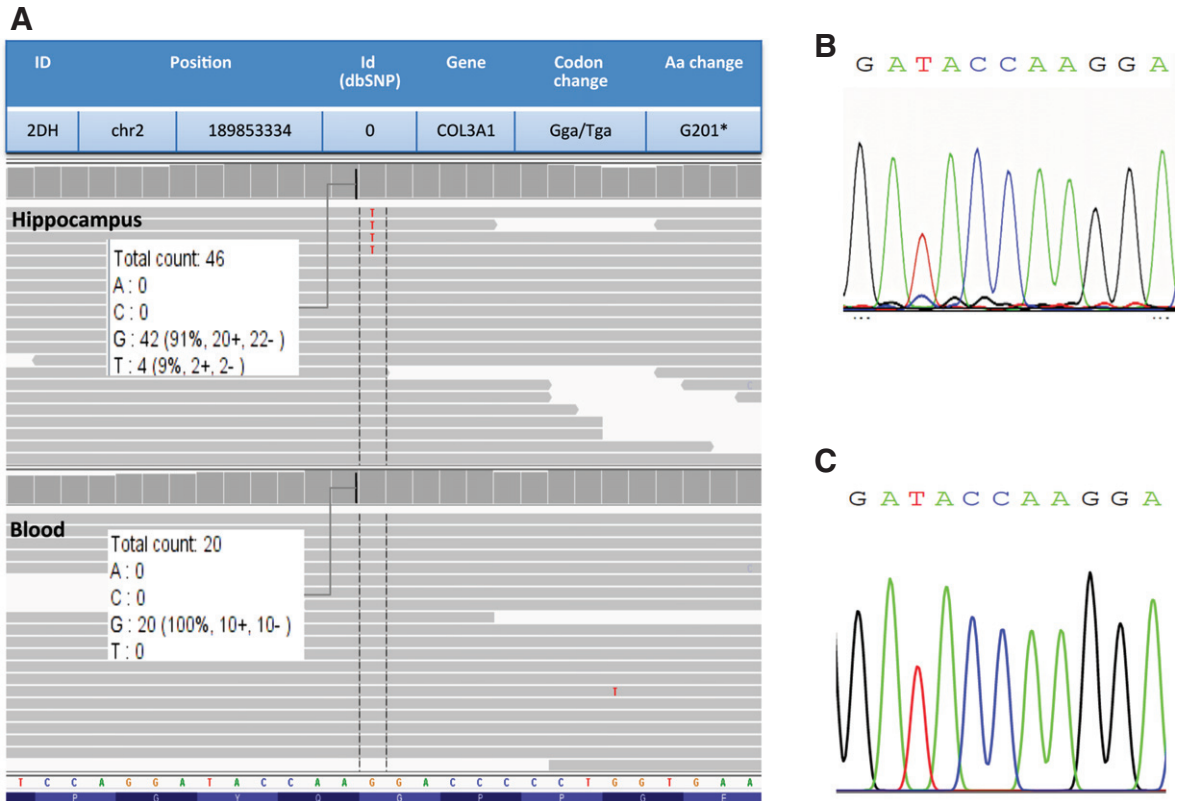 A
ID Position Id (dbSNP) Gene Codon change Aa change
2DH chr2 189853334 0 COL3A1 Gga/Tga G201*
Hippocampus
T
T
T
T
Total count: 46
A : 0
C : 0
G : 42 (91%, 20+, 22- )
T : 4 (9%, 2+, 2- )
C
Blood
C
Total count: 20
A : 0
C : 0
G : 20 (100%, 10+, 10- )
T : 0
T
T C C A G G A T A C C A A G G A C C C C C T G G T G A A
P G Y Q G P P G E
B
G A T A C C A A G G A
C
G A T A C C A A G G A